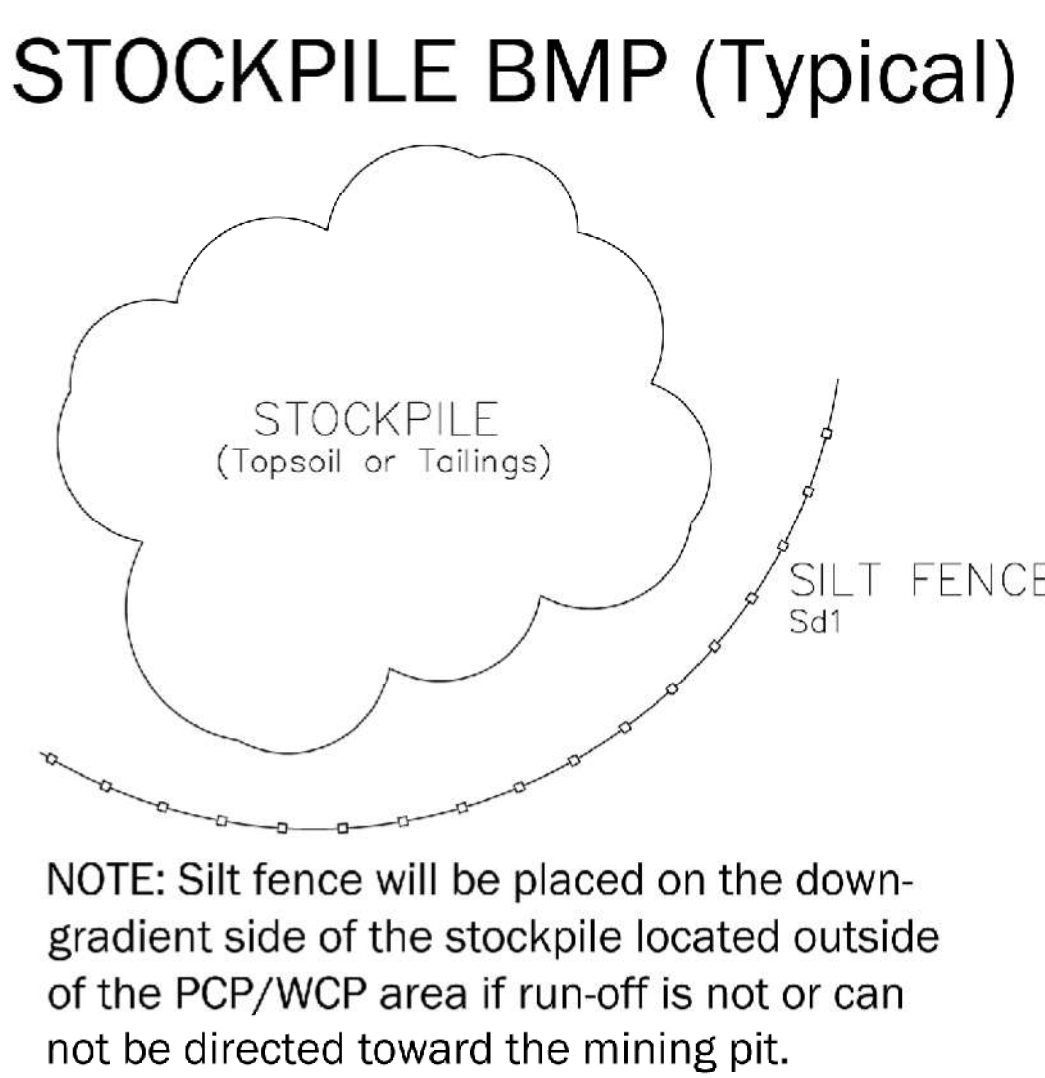 STOCKPILE BMP (Typical)
STOCKPILE
(Topsoil or Tailings)
SILT FENCE
Sd1
NOTE: Silt fence will be placed on the down-
gradient side of the stockpile located outside
of the PCP/WCP area if run-off is not or can
not be directed toward the mining pit.